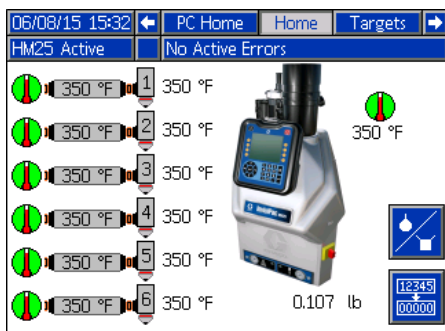 06/08/15 15:32 PC Home Home Targets
HM25 Active No Active Errors
350 °F 1 350 °F
350 °F 2 350 °F
350 °F
350 °F 3 350 °F
350 °F 4 350 °F
350 °F 5 350 °F
350 °F 6 350 °F
0.107 lb
12345
00000